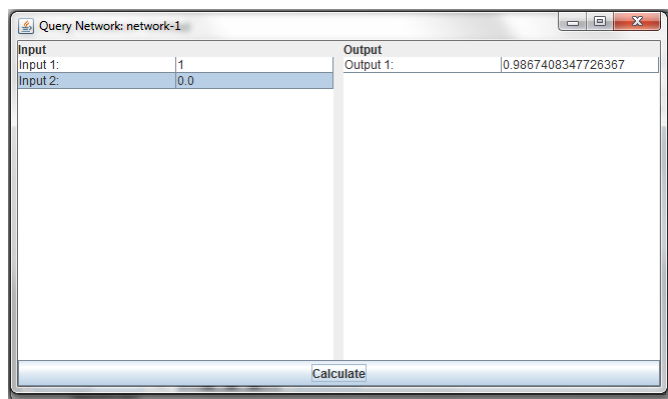 Query Network: network-1
Input Output
Input 1: 1 Output 1: 0.9867408347726367
Input 2: 0.0
Calculate